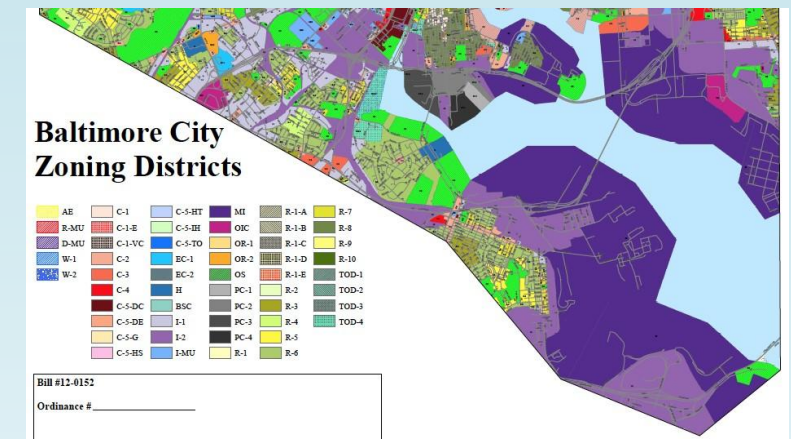 Baltimore City
Zoning Districts
AE C-1 C-5-HT MI R-1-A R-7
R-MU C-1-E C-5-IH OIC R-1-B R-8
D-MU C-1-VC C-5-TO OR-1 R-1-C R-9
W-1 C-2 EC-1 OR-2 R-1-D R-10
W-2 C-3 EC-2 OS R-1-E TOD-1
C-4 H PC-1 R-2 TOD-2
C-5-DC BSC PC-2 R-3 TOD-3
C-5-DE I-1 PC-3 R-4 TOD-4
C-5-G I-2 PC-4 R-5
C-5-HS I-MU R-1 R-6
Bill #12-0152
Ordinance #